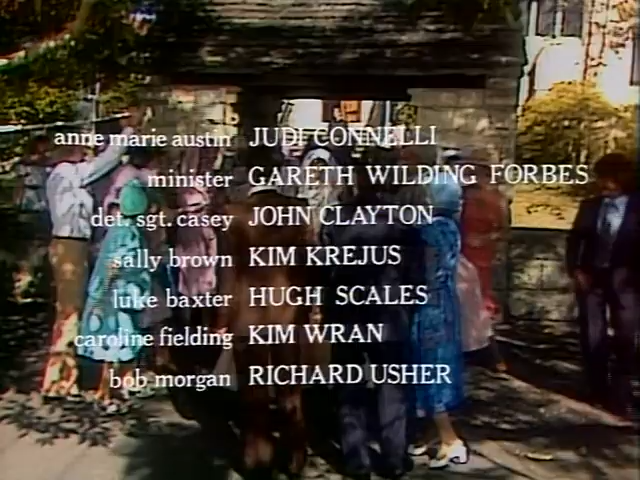 anne marie austin JUDI CONNELLI
minister GARETH WILDING FORBES
det. sgt. casey JOHN CLAYTON
sally brown KIM KREJUS
luke baxter HUGH SCALES
caroline fielding KIM WRAN
bob morgan RICHARD USHER